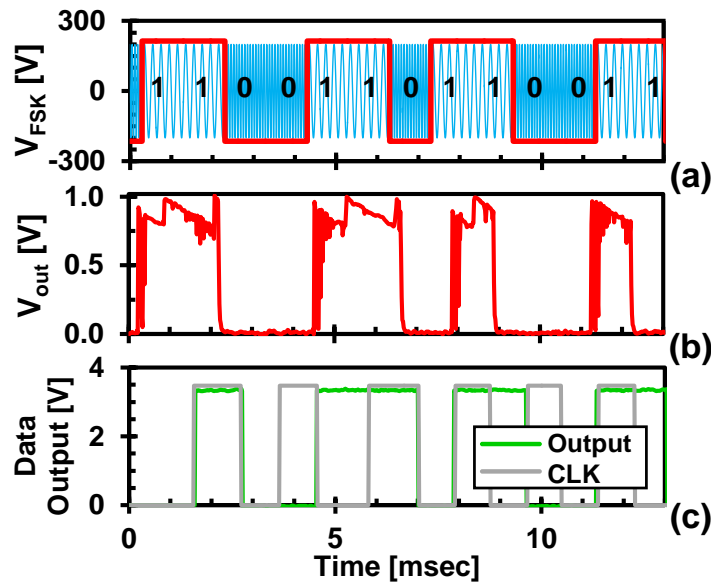 300
0
-300
V_FSK [V]
1 1 0 0 1 1 0 1 1 0 0 1 1
(a)
1.0
0.5
0.0
V_out [V]
(b)
4
2
0
Data
Output [V]
Output
CLK
(c)
0 5 10
Time [msec]